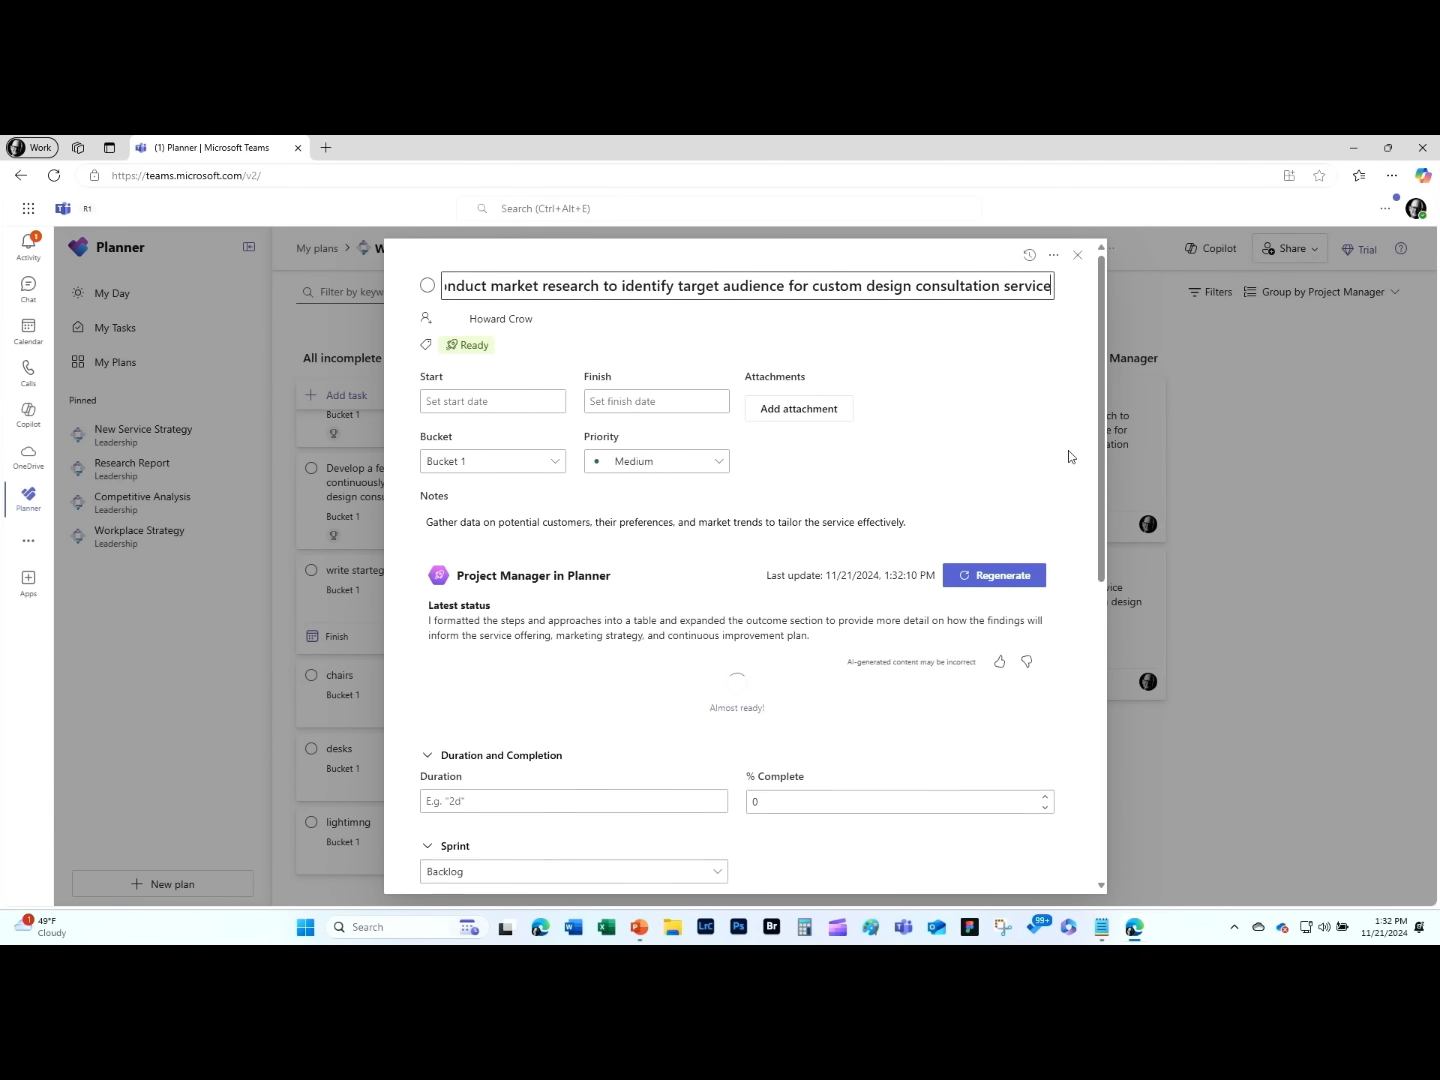 Work
(1) Planner | Microsoft Teams
https://teams.microsoft.com/v2/
R1
Search (Ctrl+Alt+E)
1
Activity
Chat
Calendar
Calls
Copilot
OneDrive
Planner
Apps
Planner
My Day
My Tasks
My Plans
Pinned
New Service Strategy
Leadership
Research Report
Leadership
Competitive Analysis
Leadership
Workplace Strategy
Leadership
New plan
My plans
W
Copilot
Share
Trial
Filter by keyw
Filters
Group by Project Manager
All incomplete
Add task
Bucket 1
Develop a fe
continuously
design consu
Bucket 1
write starteg
Bucket 1
Finish
chairs
Bucket 1
desks
Bucket 1
lightimng
Bucket 1
nduct market research to identify target audience for custom design consultation service
Howard Crow
Ready
Start
Finish
Attachments
Set start date
Set finish date
Add attachment
Bucket
Priority
Bucket 1
Medium
Notes
Gather data on potential customers, their preferences, and market trends to tailor the service effectively.
Project Manager in Planner
Last update: 11/21/2024, 1:32:10 PM
Regenerate
Latest status
I formatted the steps and approaches into a table and expanded the outcome section to provide more detail on how the findings will
inform the service offering, marketing strategy, and continuous improvement plan.
AI-generated content may be incorrect
Almost ready!
Duration and Completion
Duration
% Complete
E.g. "2d"
0
Sprint
Backlog
Manager
ch to
e for
ation
vice
design
1
49°F
Cloudy
Search
LrC
Ps
Br
99+
1:32 PM
11/21/2024